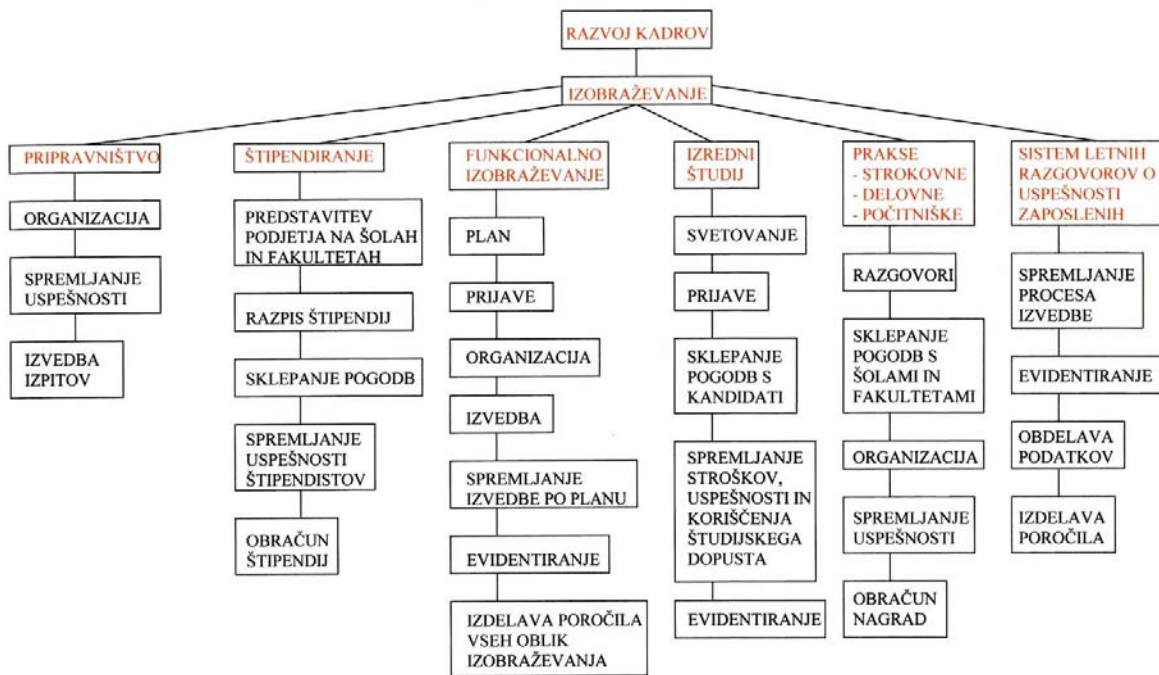 RAZVOJ KADROV
IZOBRAŽEVANJE
PRIPRAVNIŠTVO
ORGANIZACIJA
SPREMLJANJE
USPEŠNOSTI
IZVEDBA
IZPITOV
ŠTIPENDIRANJE
PREDSTAVITEV
PODJETJA NA ŠOLAH
IN FAKULTETAH
RAZPIS ŠTIPENDIJ
SKLEPANJE POGODB
SPREMLJANJE
USPEŠNOSTI
ŠTIPENDISTOV
OBRAČUN
ŠTIPENDIJ
FUNKCIONALNO
IZOBRAŽEVANJE
PLAN
PRIJAVE
ORGANIZACIJA
IZVEDBA
SPREMLJANJE
IZVEDBE PO PLANU
EVIDENTIRANJE
IZDELAVA POROČILA
VSEH OBLIK
IZOBRAŽEVANJA
IZREDNI
ŠTUDIJ
SVETOVANJE
PRIJAVE
SKLEPANJE
POGODB S
KANDIDATI
SPREMLJANJE
STROŠKOV,
USPEŠNOSTI IN
KORIŠČENJA
ŠTUDIJSKEGA
DOPUSTA
EVIDENTIRANJE
PRAKSE
- STROKOVNE
- DELOVNE
- POČITNIŠKE
RAZGOVORI
SKLEPANJE
POGODB S
ŠOLAMI IN
FAKULTETAMI
ORGANIZACIJA
SPREMLJANJE
USPEŠNOSTI
OBRAČUN
NAGRAD
SISTEM LETNIH
RAZGOVOROV O
USPEŠNOSTI
ZAPOSLENIH
SPREMLJANJE
PROCESA
IZVEDBE
EVIDENTIRANJE
OBDELAVA
PODATKOV
IZDELAVA
POROČILA